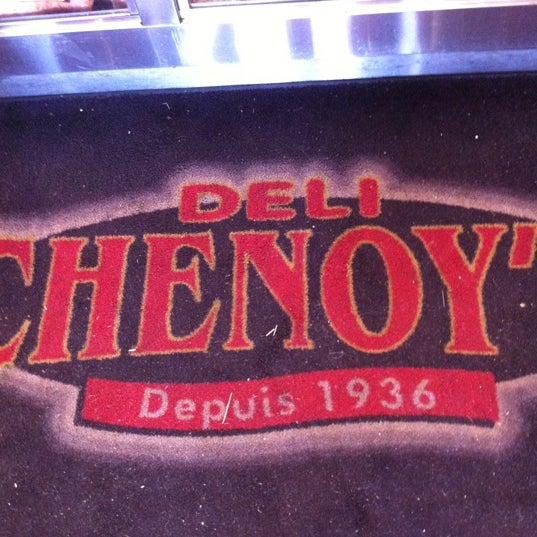 DELI
CHENOY'
Depuis 1936